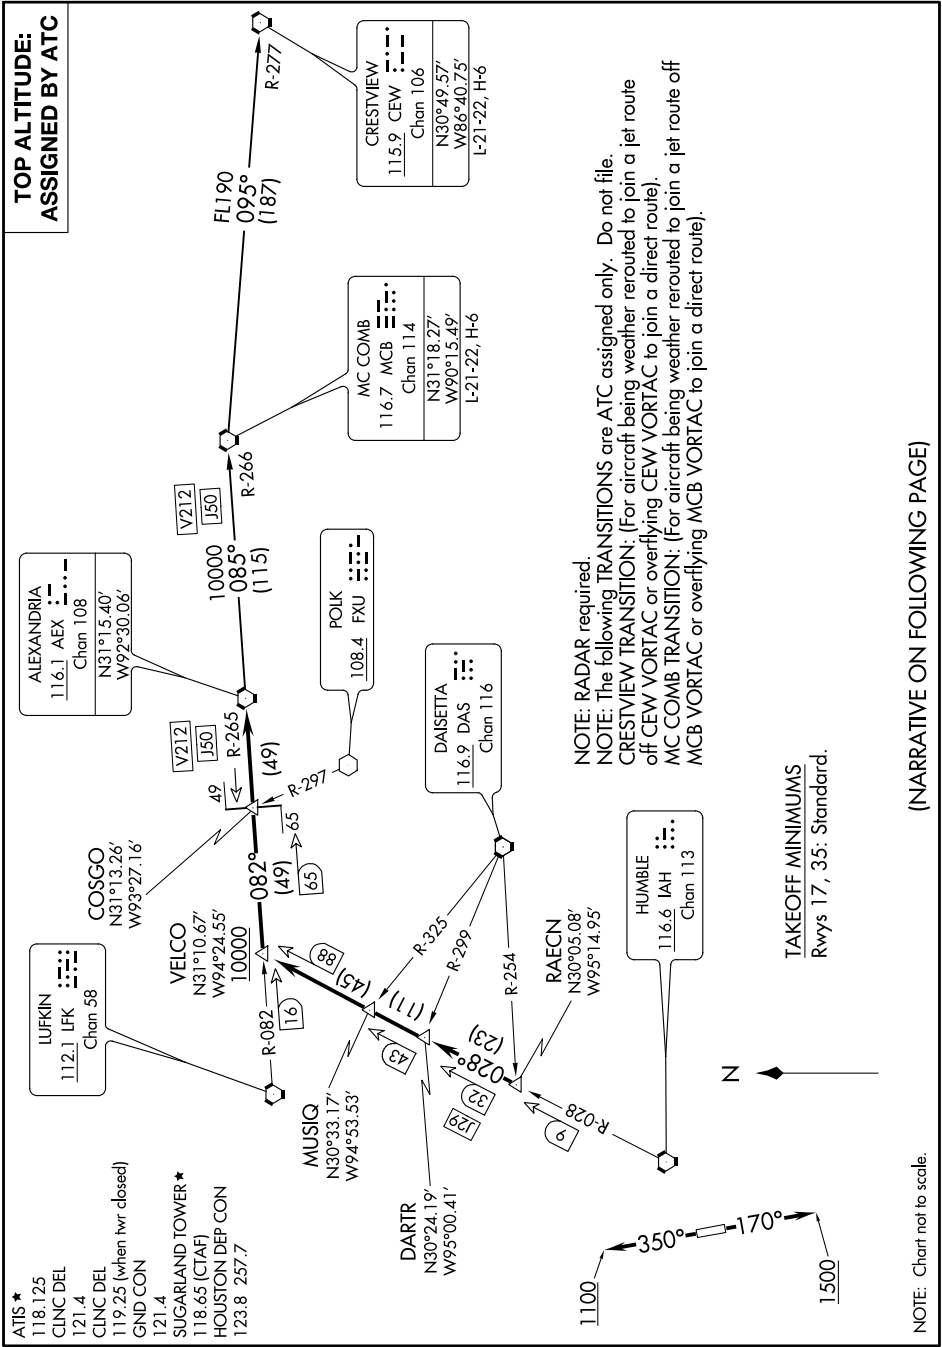 TOP ALTITUDE:
ASSIGNED BY ATC
ATIS ★
118.125
CLNC DEL
121.4
CLNC DEL
119.25 (when twr closed)
GND CON
121.4
SUGARLAND TOWER ★
118.65 (CTAF)
HOUSTON DEP CON
123.8 257.7
LUFKIN
112.1 LFK
Chan 58
R-082
16
VELCO
N31°10.67'
W94°24.55'
10000
COSGO
N31°13.26'
W93°27.16'
082°
(49)
65
65
49
V212
J50
R-265
(49)
R-297
ALEXANDRIA
116.1 AEX
Chan 108
N31°15.40'
W92°30.06'
10000
085°
(115)
V212
J50
R-266
POLK
108.4 FXU
MC COMB
116.7 MCB
Chan 114
N31°18.27'
W90°15.49'
L-21-22, H-6
FL190
095°
(187)
R-277
CRESTVIEW
115.9 CEW
Chan 106
N30°49.57'
W86°40.75'
L-21-22, H-6
MUSIQ
N30°33.17'
W94°53.53'
88
(45)
(11)
43
DARTR
N30°24.19'
W95°00.41'
(23)
028°
32
J29
9
R-028
R-325
R-299
R-254
DAISETTA
116.9 DAS
Chan 116
RAECN
N30°05.08'
W95°14.95'
HUMBLE
116.6 IAH
Chan 113
N
350°
170°
1100
1500
NOTE: RADAR required.
NOTE: The following TRANSITIONS are ATC assigned only. Do not file.
CRESTVIEW TRANSITION: (For aircraft being weather rerouted to join a jet route
off CEW VORTAC or overflying CEW VORTAC to join a direct route).
MC COMB TRANSITION: (For aircraft being weather rerouted to join a jet route off
MCB VORTAC or overflying MCB VORTAC to join a direct route).
TAKEOFF MINIMUMS
Rwys 17, 35: Standard.
(NARRATIVE ON FOLLOWING PAGE)
NOTE: Chart not to scale.